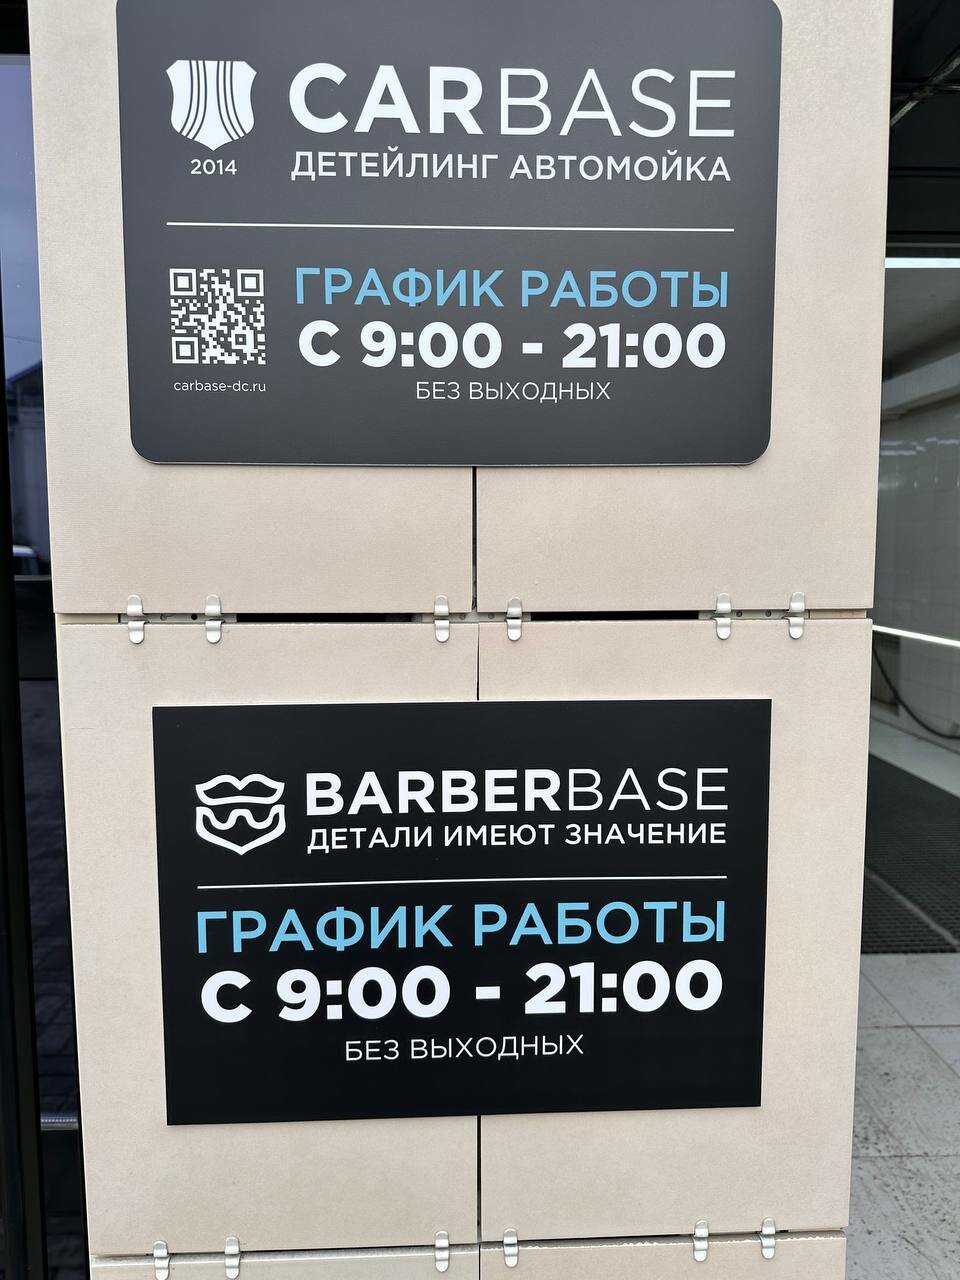 CARBASE
2014
ДЕТЕЙЛИНГ АВТОМОЙКА
ГРАФИК РАБОТЫ
С 9:00 - 21:00
carbase-dc.ru
БЕЗ ВЫХОДНЫХ
BARBERBASE
ДЕТАЛИ ИМЕЮТ ЗНАЧЕНИЕ
ГРАФИК РАБОТЫ
С 9:00 - 21:00
БЕЗ ВЫХОДНЫХ